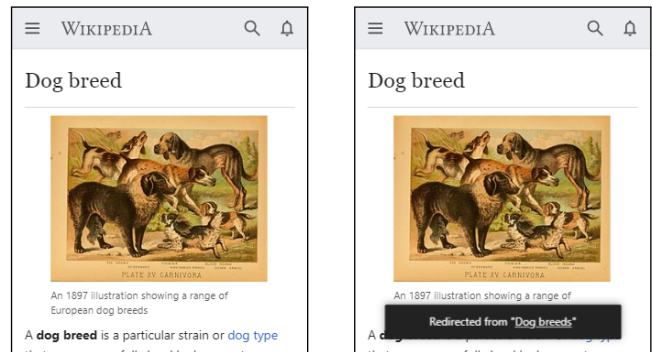 WIKIPEDIA
Dog breed
PLATE XV. CARNIVORA.
An 1897 illustration showing a range of
European dog breeds
A dog breed is a particular strain or dog type
WIKIPEDIA
Dog breed
PLATE XV. CARNIVORA.
An 1897 illustration showing a range of
Redirected from "Dog breeds"
A